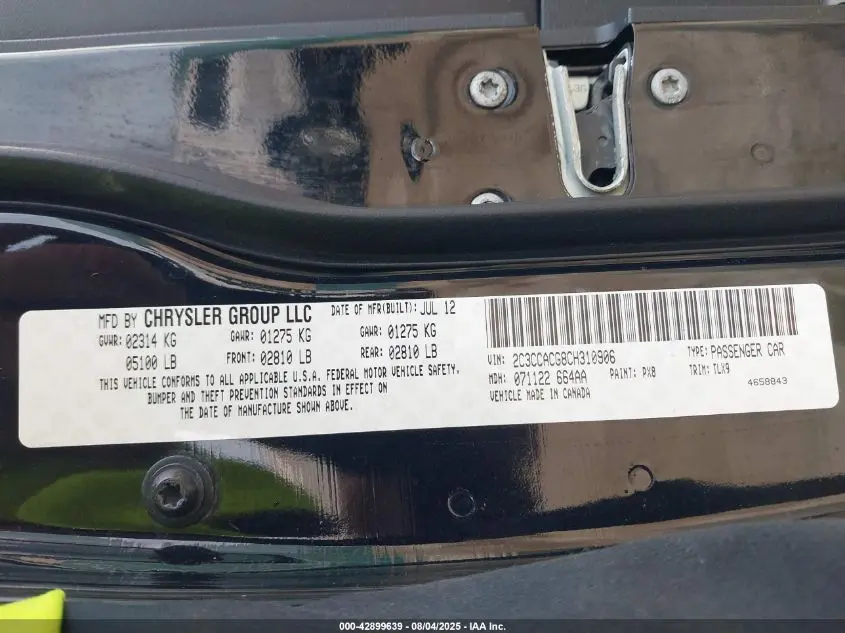 MFD BY CHRYSLER GROUP LLC DATE OF MFR(BUILT): JUL 12
GVWR: 02314 KG GAWR: 01275 KG GAWR: 01275 KG
05100 LB FRONT: 02810 LB REAR: 02810 LB
THIS VEHICLE CONFORMS TO ALL APPLICABLE U.S.A. FEDERAL MOTOR VEHICLE SAFETY,
BUMPER AND THEFT PREVENTION STANDARDS IN EFFECT ON
THE DATE OF MANUFACTURE SHOWN ABOVE.
VIN: 2C3CCACG8CH310906 TYPE: PASSENGER CAR
MDH: 071122 664AA PAINT: PX8 TRIM: TLX9
VEHICLE MADE IN CANADA 4658843
000-42899639 - 08/04/2025 - IAA Inc.